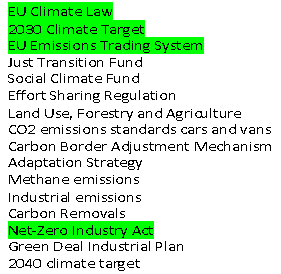 EU Climate Law
2030 Climate Target
EU Emissions Trading System
Just Transition Fund
Social Climate Fund
Effort Sharing Regulation
Land Use, Forestry and Agriculture
CO2 emissions standards cars and vans
Carbon Border Adjustment Mechanism
Adaptation Strategy
Methane emissions
Industrial emissions
Carbon Removals
Net-Zero Industry Act
Green Deal Industrial Plan
2040 climate target